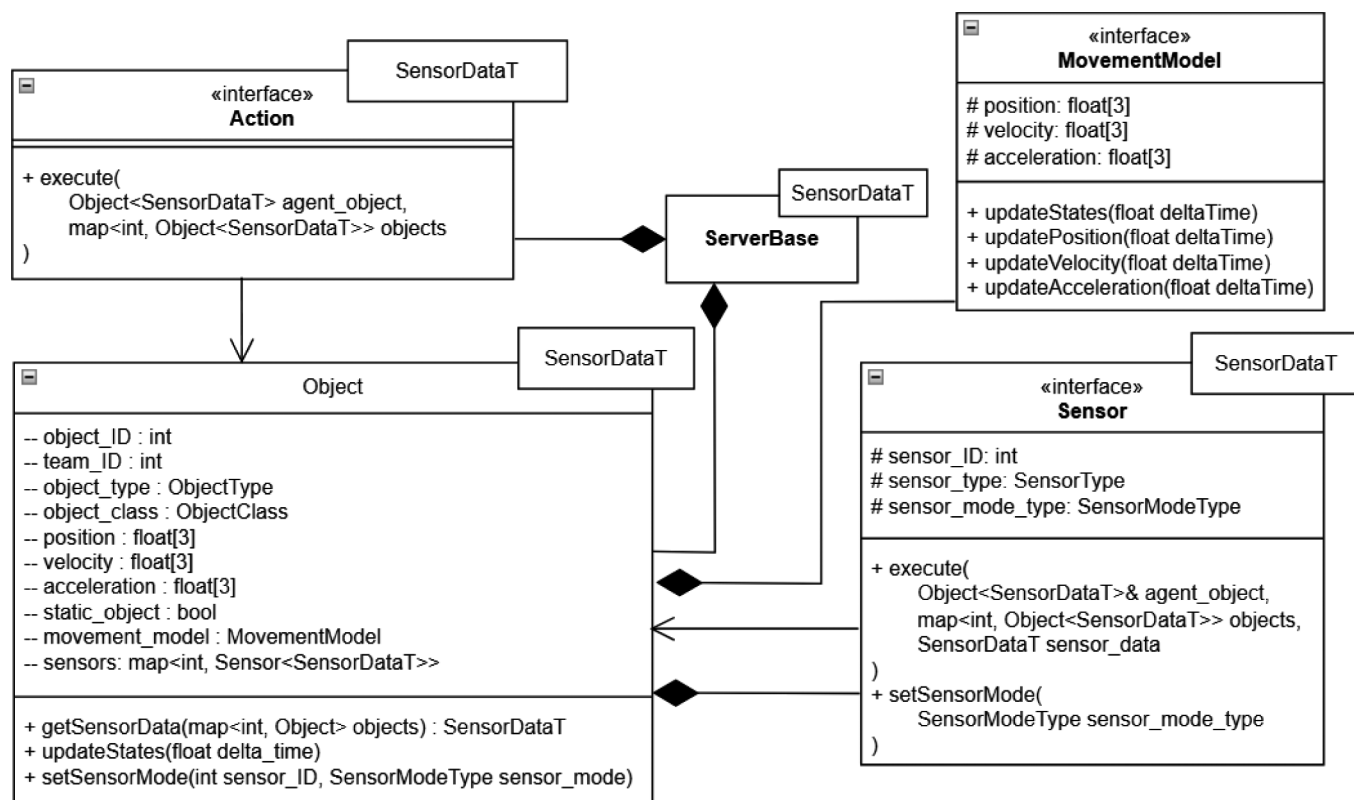 SensorDataT
«interface»
Action
+ execute(
Object<SensorDataT> agent_object,
map<int, Object<SensorDataT>> objects
)
SensorDataT
ServerBase
«interface»
MovementModel
# position: float[3]
# velocity: float[3]
# acceleration: float[3]
+ updateStates(float deltaTime)
+ updatePosition(float deltaTime)
+ updateVelocity(float deltaTime)
+ updateAcceleration(float deltaTime)
SensorDataT
Object
-- object_ID : int
-- team_ID : int
-- object_type : ObjectType
-- object_class : ObjectClass
-- position : float[3]
-- velocity : float[3]
-- acceleration : float[3]
-- static_object : bool
-- movement_model : MovementModel
-- sensors: map<int, Sensor<SensorDataT>>
+ getSensorData(map<int, Object> objects) : SensorDataT
+ updateStates(float delta_time)
+ setSensorMode(int sensor_ID, SensorModeType sensor_mode)
SensorDataT
«interface»
Sensor
# sensor_ID: int
# sensor_type: SensorType
# sensor_mode_type: SensorModeType
+ execute(
Object<SensorDataT>& agent_object,
map<int, Object<SensorDataT>> objects,
SensorDataT sensor_data
)
+ setSensorMode(
SensorModeType sensor_mode_type
)